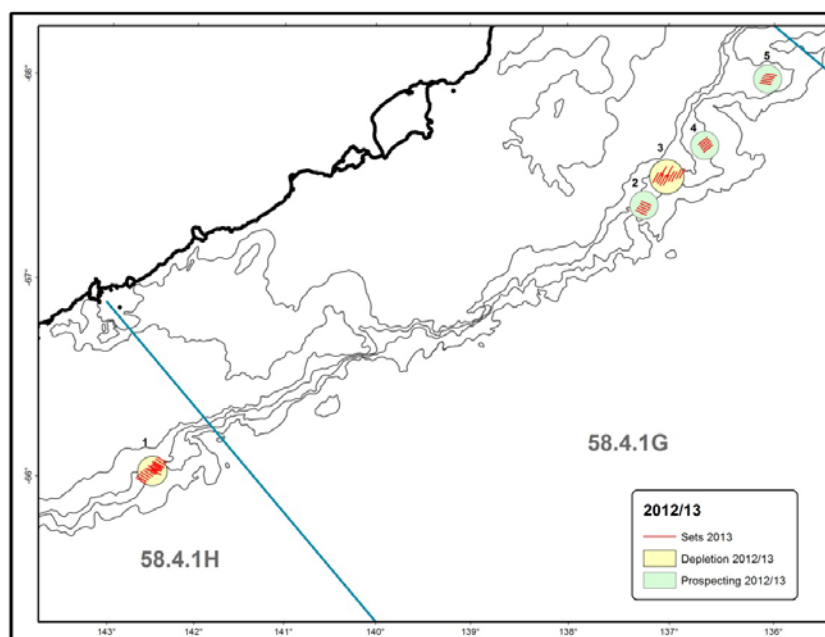 5
-68°
4
3
2
-67°
1
-66°
58.4.1G
58.4.1H
2012/13
Sets 2013
Depletion 2012/13
Prospecting 2012/13
143° 142° 141° 140° 139° 138° 137° 136°